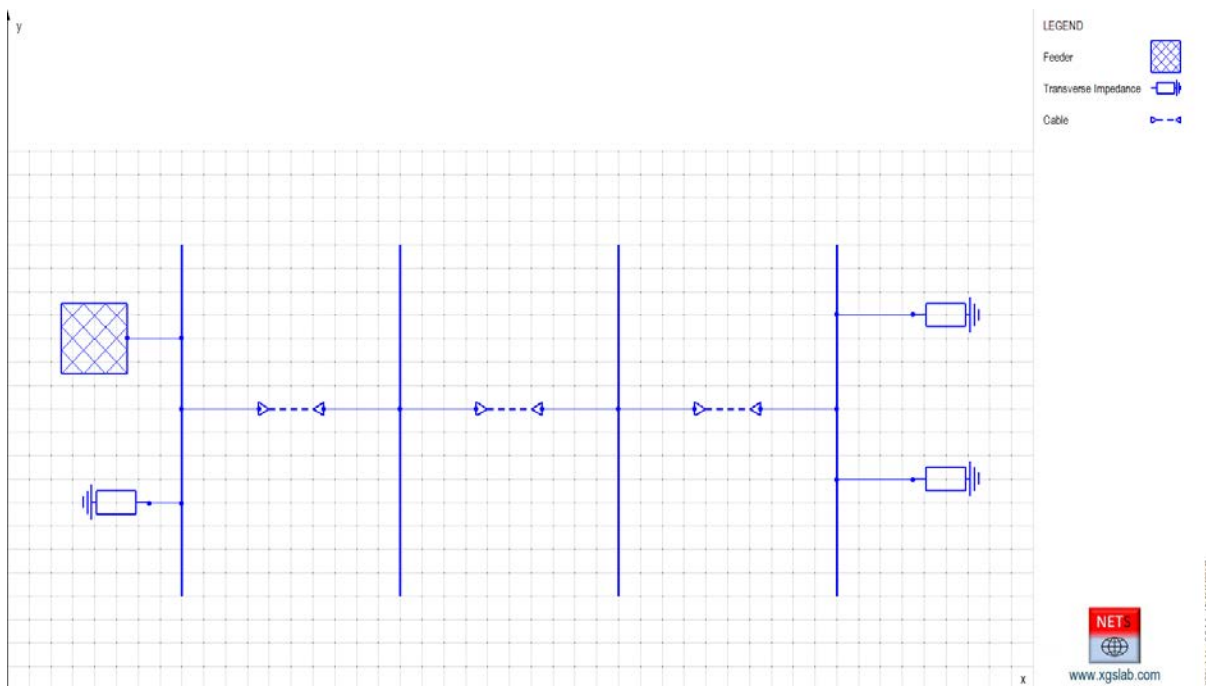 y
LEGEND
Feeder
Transverse Impedance
Cable
x
NETS
www.xgslab.com